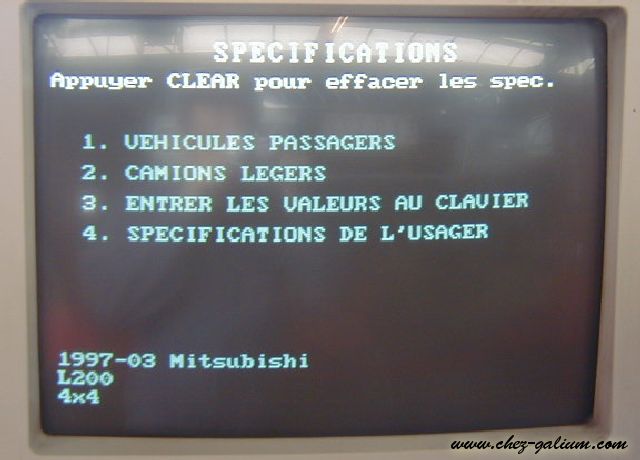 SPECIFICATIONS
Appuyer CLEAR pour effacer les spec.
1. VEHICULES PASSAGERS
2. CAMIONS LEGERS
3. ENTRER LES VALEURS AU CLAVIER
4. SPECIFICATIONS DE L'USAGER
1997-03 Mitsubishi
L200
4x4
www.chez-galium.com